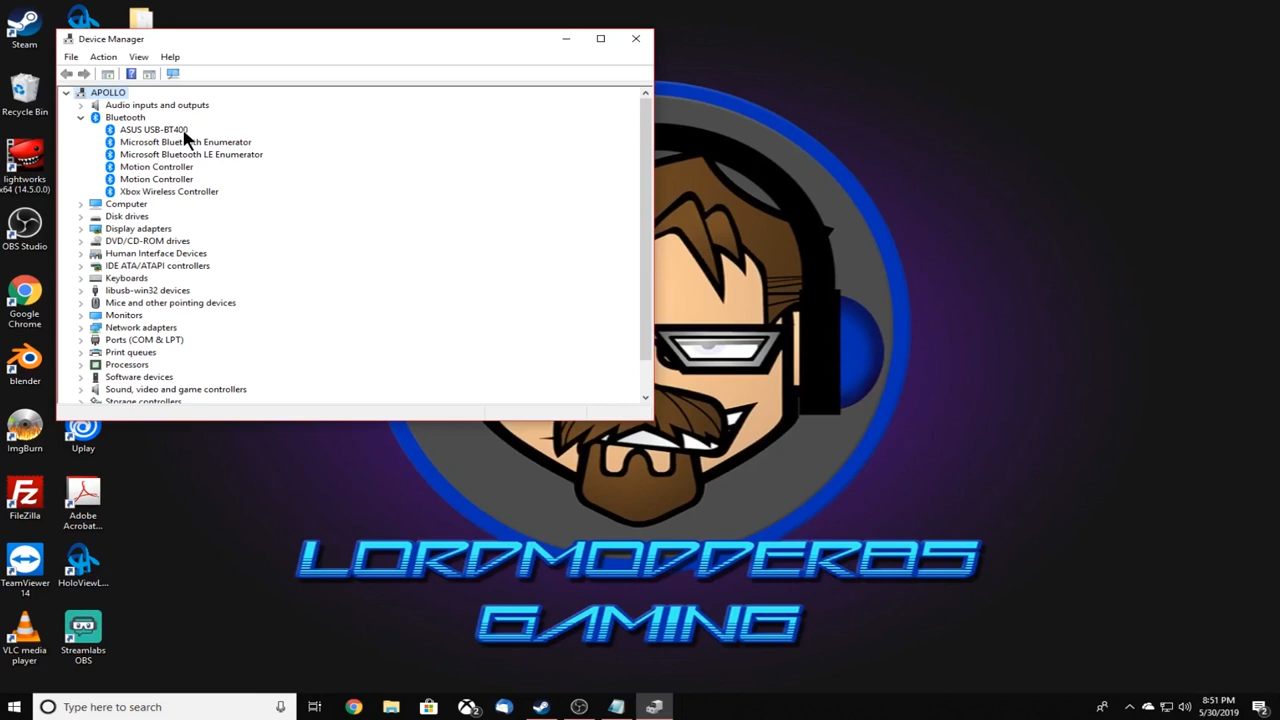 Steam
Recycle Bin
lightworks
x64 (14.5.0.0)
OBS Studio
Google
Chrome
blender
ImgBurn
Uplay
FileZilla
Adobe
Acrobat...
TeamViewer
14
HoloViewL...
VLC media
player
Streamlabs
OBS
Device Manager
File Action View Help
APOLLO
Audio inputs and outputs
Bluetooth
ASUS USB-BT400
Microsoft Bluetooth Enumerator
Microsoft Bluetooth LE Enumerator
Motion Controller
Motion Controller
Xbox Wireless Controller
Computer
Disk drives
Display adapters
DVD/CD-ROM drives
Human Interface Devices
IDE ATA/ATAPI controllers
Keyboards
libusb-win32 devices
Mice and other pointing devices
Monitors
Network adapters
Ports (COM & LPT)
Print queues
Processors
Software devices
Sound, video and game controllers
Storage controllers
LORDMODDER85
GAMING
Type here to search
2
8:51 PM
5/30/2019
2